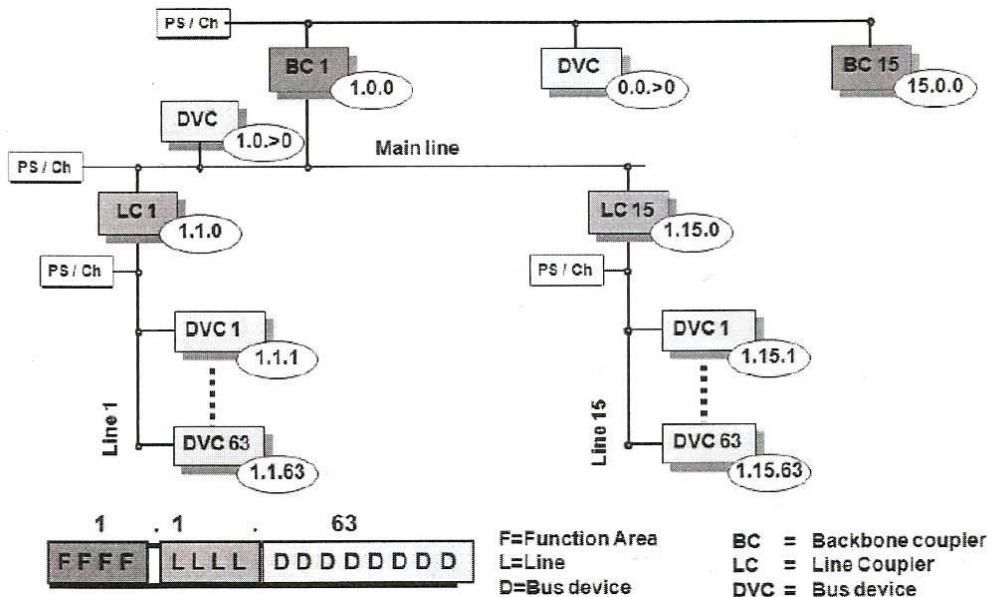 PS / Ch
BC 1
1.0.0
DVC
0.0.>0
BC 15
15.0.0
DVC
1.0.>0
Main line
PS / Ch
LC 1
1.1.0
LC 15
1.15.0
PS / Ch
PS / Ch
DVC 1
1.1.1
DVC 1
1.15.1
Line 1
DVC 63
1.1.63
Line 15
DVC 63
1.15.63
1 . 1 . 63
F F F F L L L L D D D D D D D D
F=Function Area
L=Line
D=Bus device
BC = Backbone coupler
LC = Line Coupler
DVC = Bus device